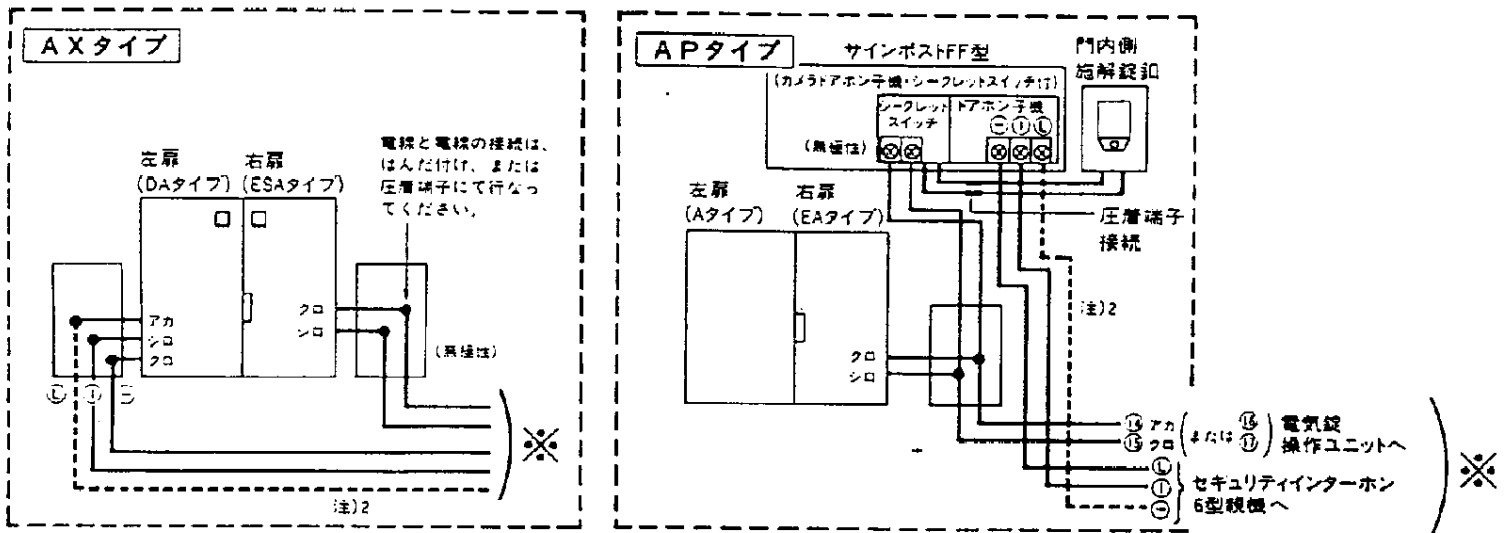 AXタイプ
左扉
(DAタイプ)
右扉
(ESAタイプ)
電線と電線の接続は、
はんだ付け、または
圧着端子にて行なっ
てください。
アカ
シロ
クロ
クロ
シロ
(無極性)
Ⓛ Ⓘ ㊀
※
注)2
APタイプ
サインポストFF型
(カメラドアホン子機・シークレットスイッチ付)
シークレット
スイッチ
ドアホン子機
㊀ Ⓘ Ⓛ
(無極性)
門内側
施解錠釦
左扉
(Aタイプ)
右扉
(EAタイプ)
圧着端子
接続
注)2
クロ
シロ
⑭ アカ
⑮ クロ
(または ⑯ ⑰)
電気錠
操作ユニットへ
Ⓛ
Ⓘ
㊀
セキュリティインターホン
6型親機へ
※